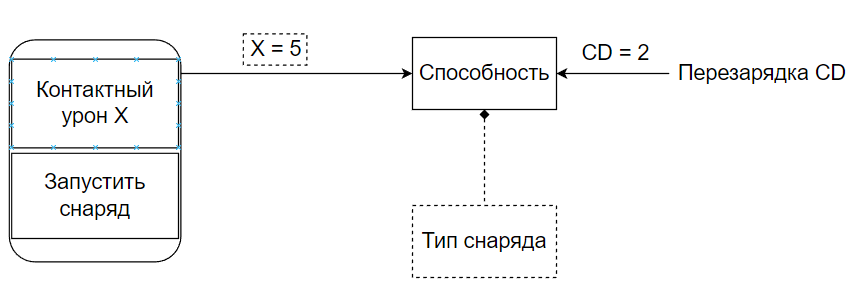 X = 5
CD = 2
Контактный
урон X
Способность
Перезарядка CD
Запустить
снаряд
Тип снаряда